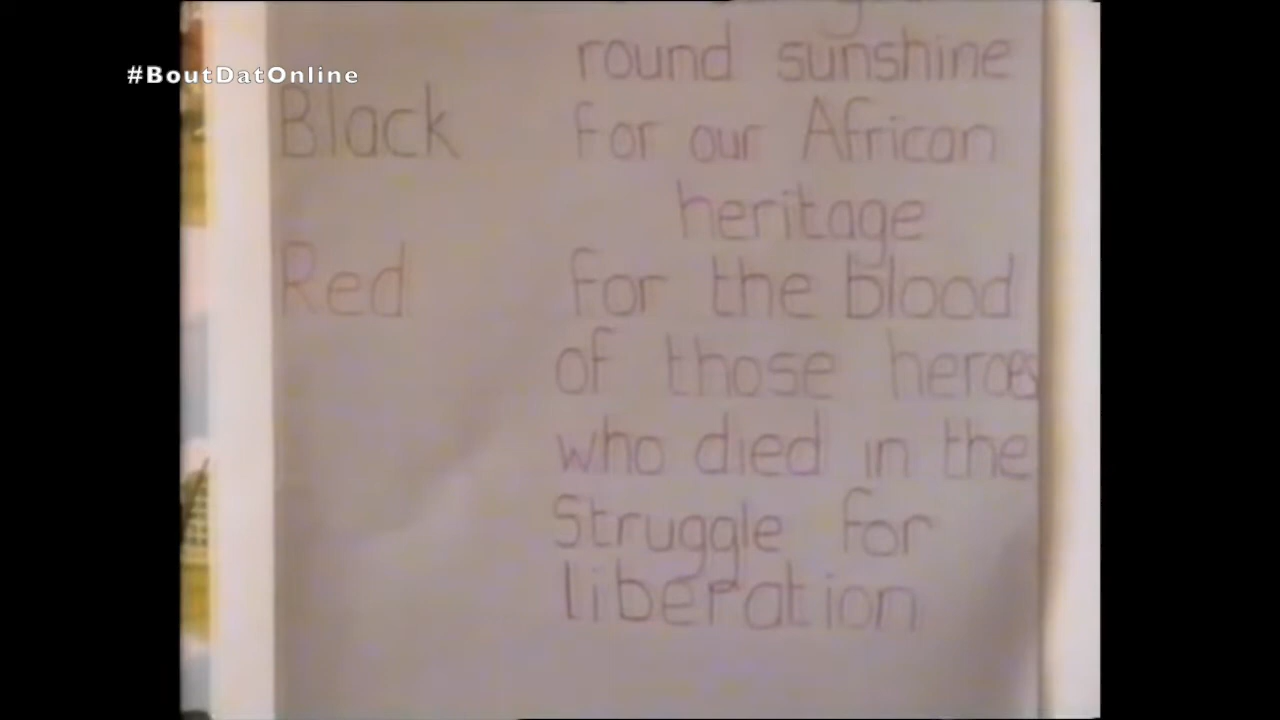 #BoutDatOnline
round sunshine
Black For our African
heritage
Red For the blood
of those heroes
who died in the
Struggle for
liberation